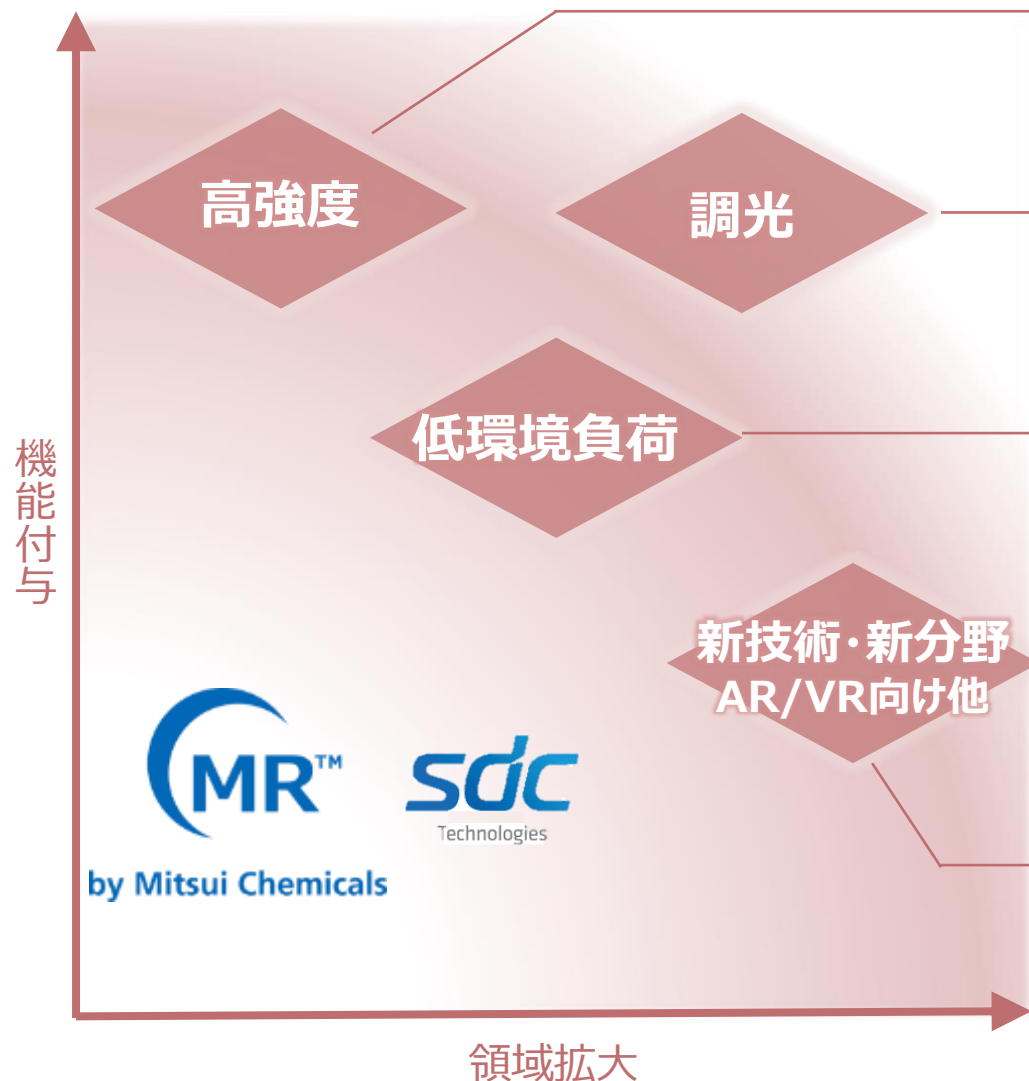 高強度
調光
低環境負荷
機能付与
新技術・新分野
AR/VR向け他
MR™
by Mitsui Chemicals
sdc
Technologies
領域拡大